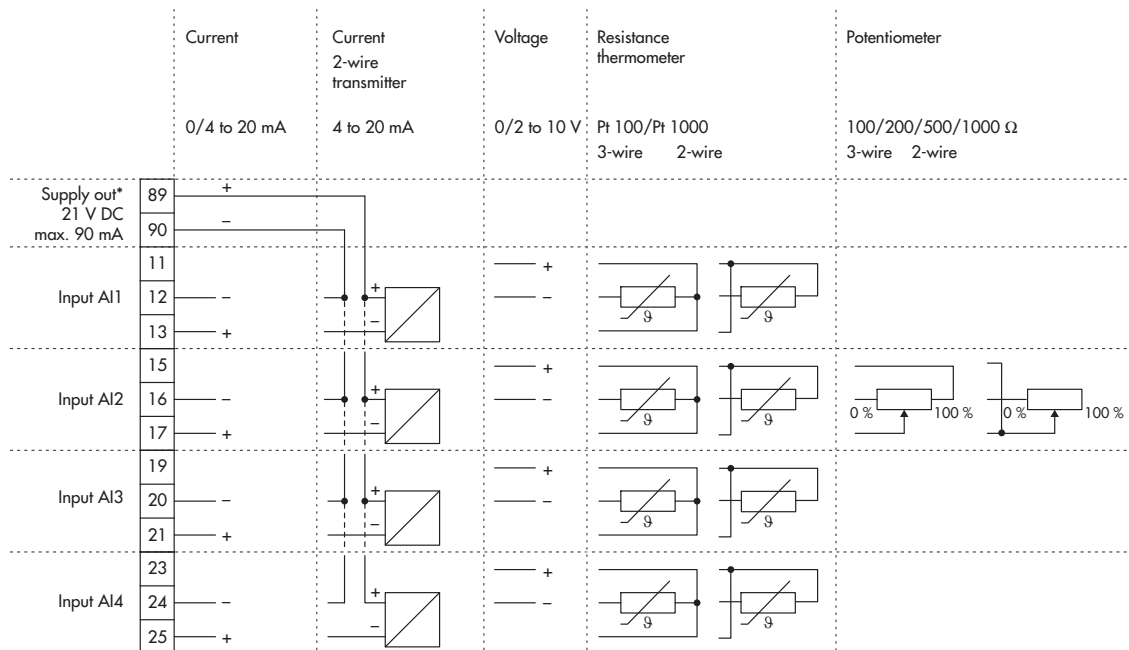 Current
Current
Voltage
Resistance
Potentiometer
2-wire
thermometer
transmitter
0/4 to 20 mA
4 to 20 mA
0/2 to 10 V
Pt 100/Pt 1000
100/200/500/1000 Ω
3-wire 2-wire
3-wire 2-wire
Supply out*
21 V DC
max. 90 mA
89 +
90 –
Input AI1
11 +
12 – + –
13 + – ϑ ϑ
Input AI2
15 +
16 – + –
0 % 100 % 0 % 100 %
17 + – ϑ ϑ
Input AI3
19 +
20 – + –
21 + – ϑ ϑ
Input AI4
23 +
24 – + –
25 + – ϑ ϑ